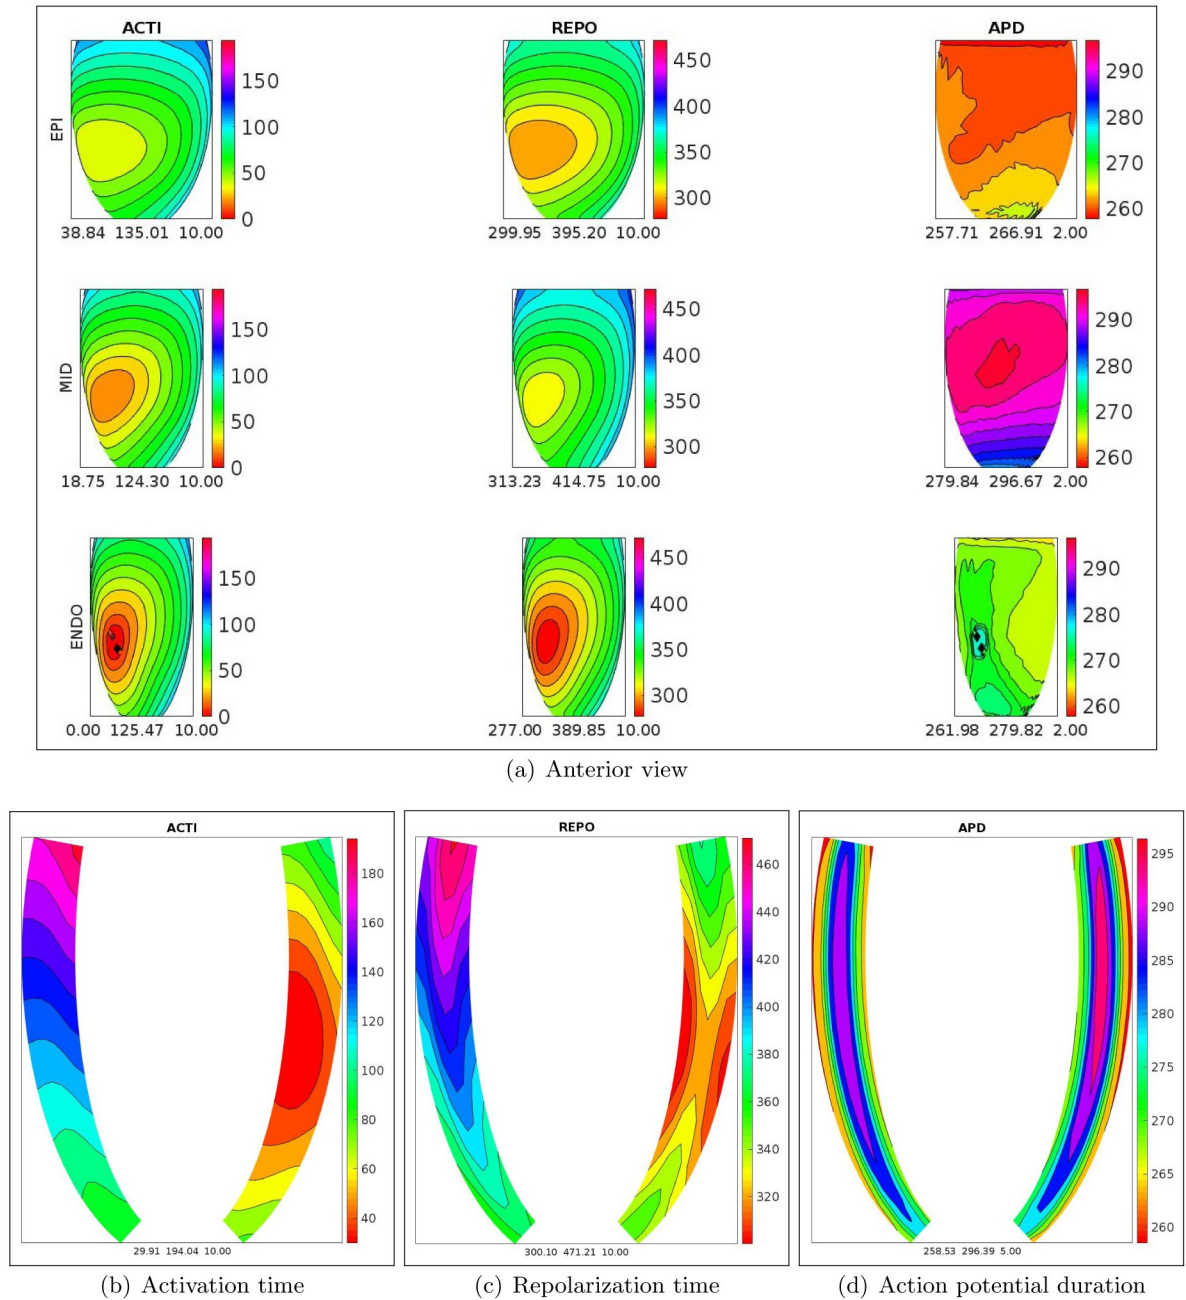 ACTI REPO APD
EPI
150
100
50
0
450
400
350
300
290
280
270
260
38.84 135.01 10.00
299.95 395.20 10.00
257.71 266.91 2.00
MID
150
100
50
0
450
400
350
300
290
280
270
260
18.75 124.30 10.00
313.23 414.75 10.00
279.84 296.67 2.00
ENDO
150
100
50
0
450
400
350
300
290
280
270
260
0.00 125.47 10.00
277.00 389.85 10.00
261.98 279.82 2.00
(a) Anterior view
ACTI
180
160
140
120
100
80
60
40
29.91 194.04 10.00
(b) Activation time
REPO
460
440
420
400
380
360
340
320
300.10 471.21 10.00
(c) Repolarization time
APD
295
290
285
280
275
270
265
260
258.53 296.39 5.00
(d) Action potential duration